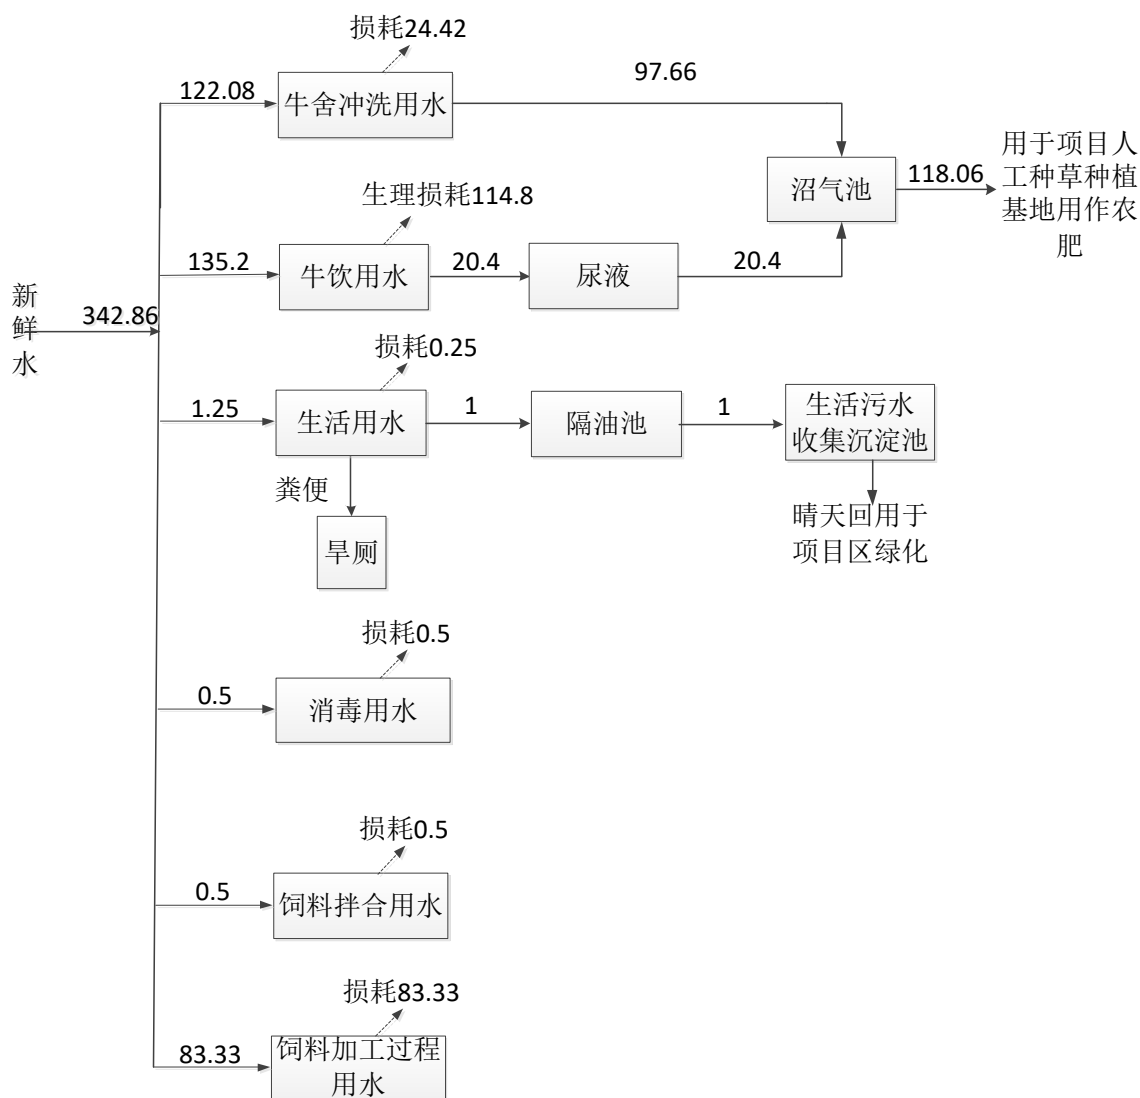 损耗24.42
122.08
牛舍冲洗用水
97.66
沼气池
118.06
用于项目人
工种草种植
基地用作农
肥
生理损耗114.8
135.2
牛饮用水
20.4
尿液
20.4
新
鲜
水
342.86
损耗0.25
1.25
生活用水
1
隔油池
1
生活污水
收集沉淀池
粪便
旱厕
晴天回用于
项目区绿化
损耗0.5
0.5
消毒用水
损耗0.5
0.5
饲料拌合用水
损耗83.33
83.33
饲料加工过程
用水